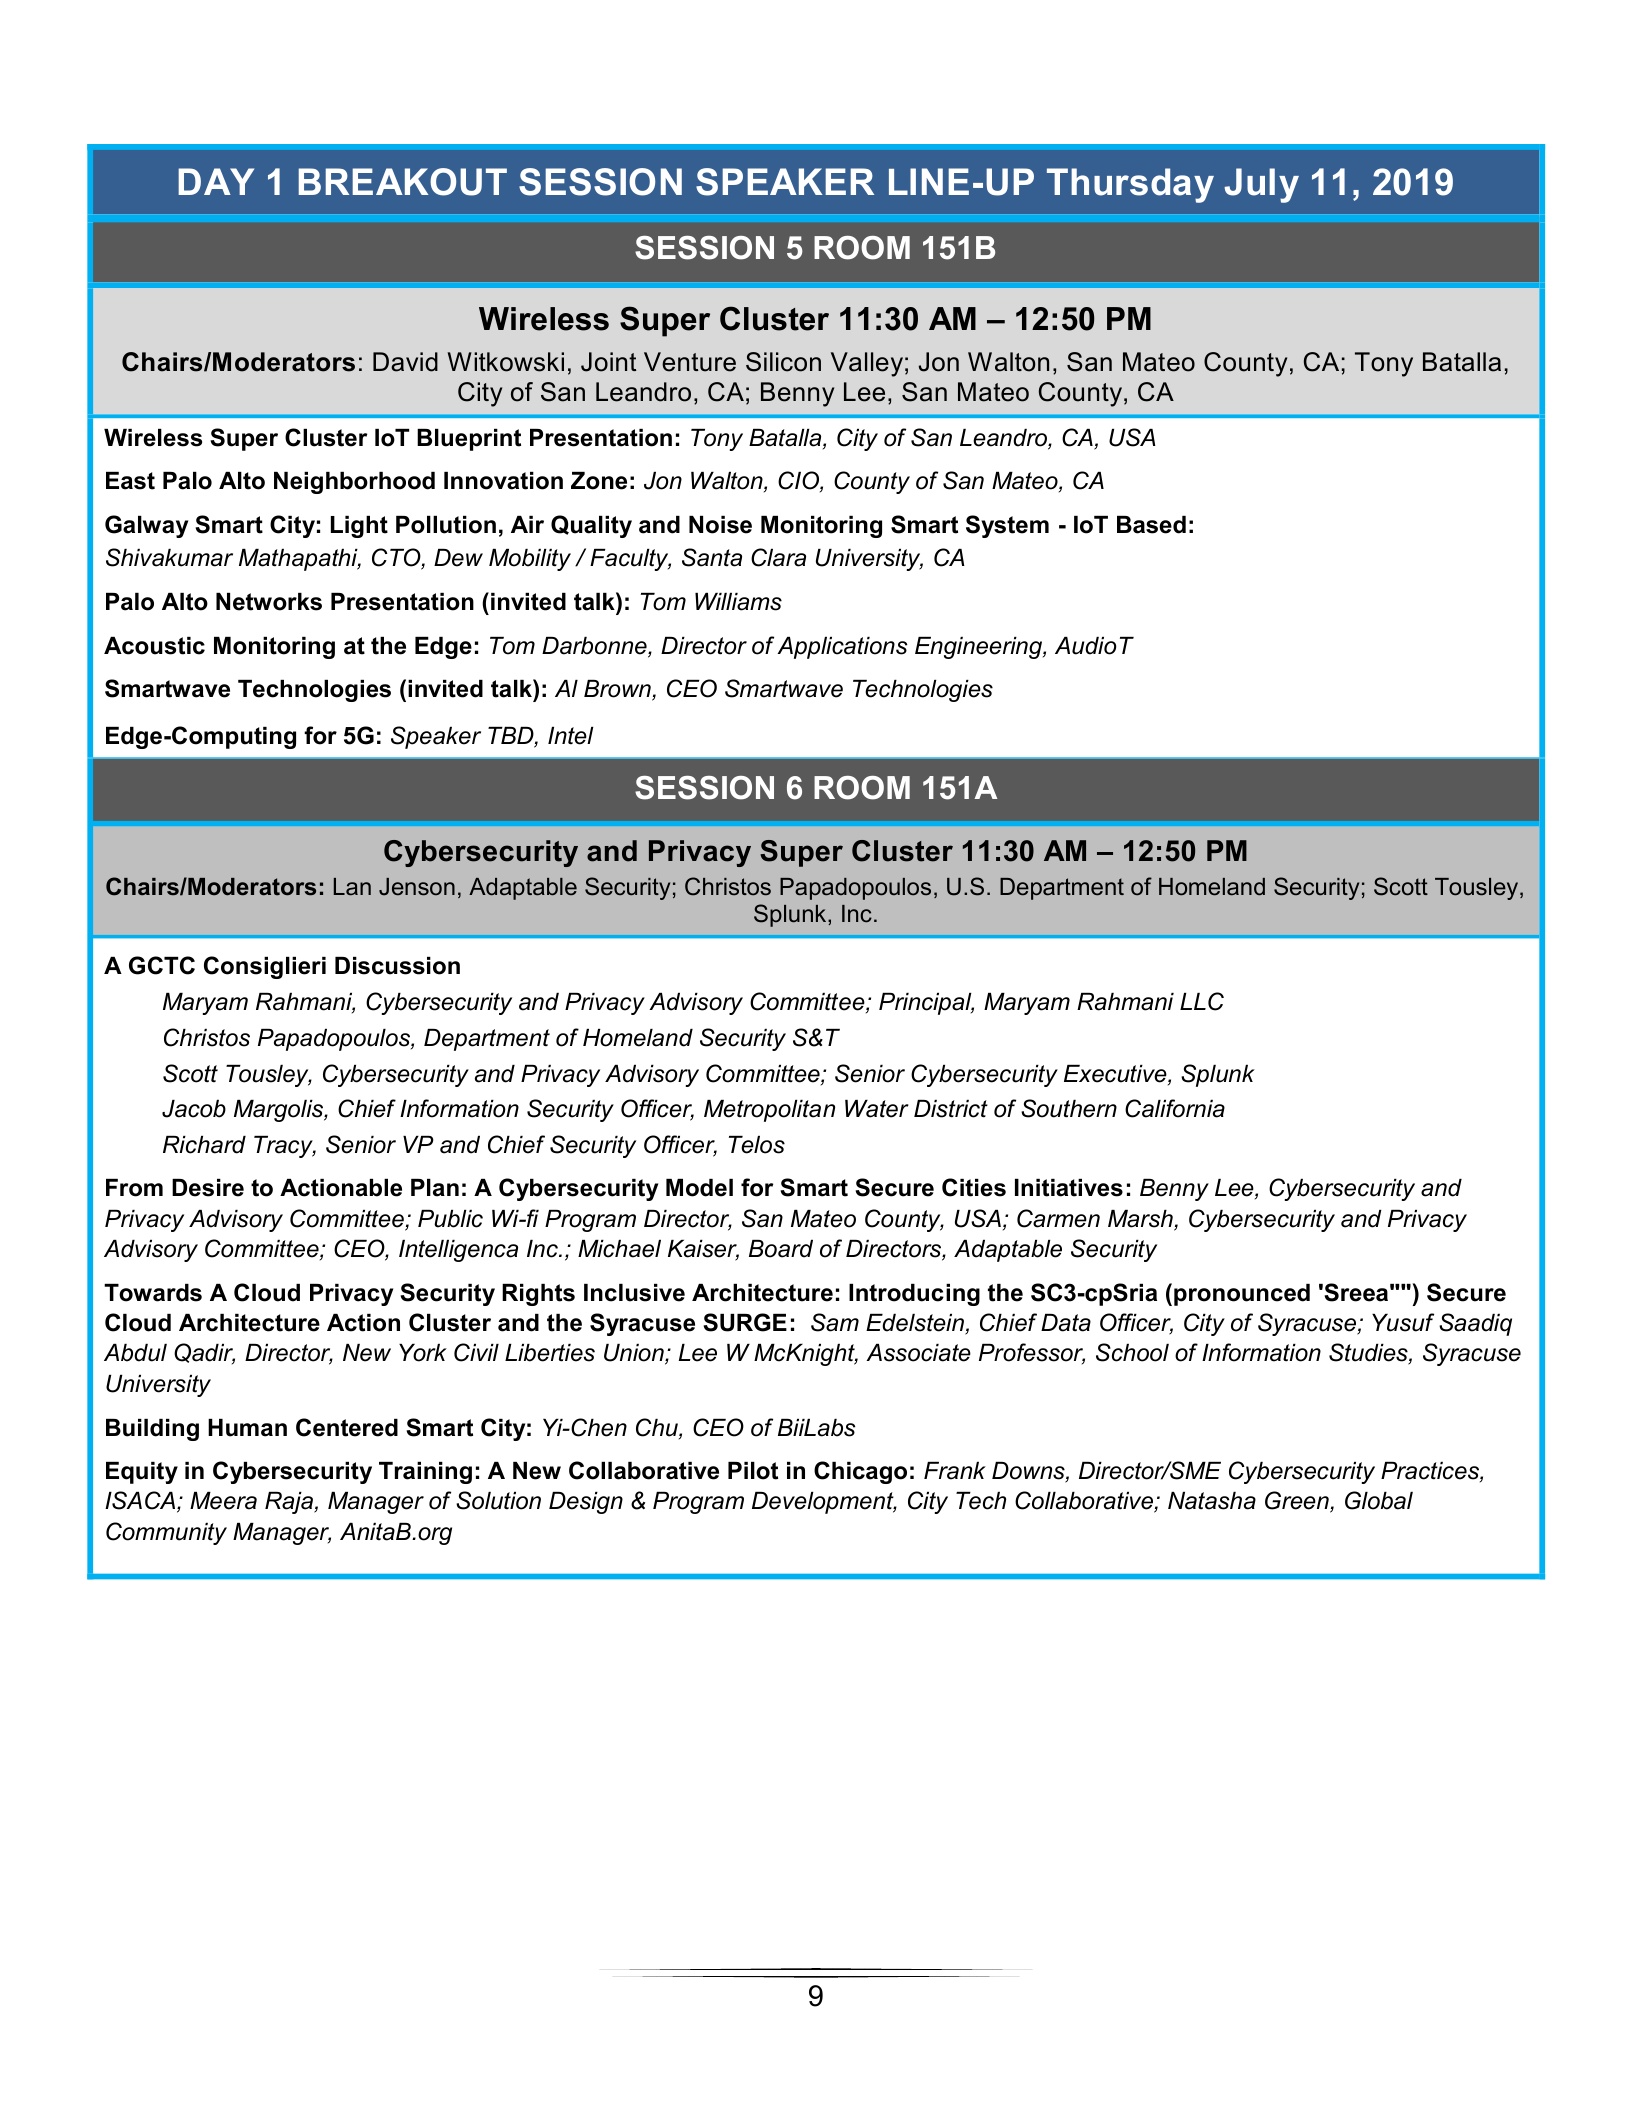 DAY 1 BREAKOUT SESSION SPEAKER LINE-UP Thursday July 11, 2019
SESSION 5 ROOM 151B
Wireless Super Cluster 11:30 AM – 12:50 PM
Chairs/Moderators: David Witkowski, Joint Venture Silicon Valley; Jon Walton, San Mateo County, CA; Tony Batalla,
City of San Leandro, CA; Benny Lee, San Mateo County, CA
Wireless Super Cluster IoT Blueprint Presentation: Tony Batalla, City of San Leandro, CA, USA
East Palo Alto Neighborhood Innovation Zone: Jon Walton, CIO, County of San Mateo, CA
Galway Smart City: Light Pollution, Air Quality and Noise Monitoring Smart System - IoT Based:
Shivakumar Mathapathi, CTO, Dew Mobility / Faculty, Santa Clara University, CA
Palo Alto Networks Presentation (invited talk): Tom Williams
Acoustic Monitoring at the Edge: Tom Darbonne, Director of Applications Engineering, AudioT
Smartwave Technologies (invited talk): Al Brown, CEO Smartwave Technologies
Edge-Computing for 5G: Speaker TBD, Intel
SESSION 6 ROOM 151A
Cybersecurity and Privacy Super Cluster 11:30 AM – 12:50 PM
Chairs/Moderators: Lan Jenson, Adaptable Security; Christos Papadopoulos, U.S. Department of Homeland Security; Scott Tousley,
Splunk, Inc.
A GCTC Consiglieri Discussion
Maryam Rahmani, Cybersecurity and Privacy Advisory Committee; Principal, Maryam Rahmani LLC
Christos Papadopoulos, Department of Homeland Security S&T
Scott Tousley, Cybersecurity and Privacy Advisory Committee; Senior Cybersecurity Executive, Splunk
Jacob Margolis, Chief Information Security Officer, Metropolitan Water District of Southern California
Richard Tracy, Senior VP and Chief Security Officer, Telos
From Desire to Actionable Plan: A Cybersecurity Model for Smart Secure Cities Initiatives: Benny Lee, Cybersecurity and
Privacy Advisory Committee; Public Wi-fi Program Director, San Mateo County, USA; Carmen Marsh, Cybersecurity and Privacy
Advisory Committee; CEO, Intelligenca Inc.; Michael Kaiser, Board of Directors, Adaptable Security
Towards A Cloud Privacy Security Rights Inclusive Architecture: Introducing the SC3-cpSria (pronounced 'Sreea"") Secure
Cloud Architecture Action Cluster and the Syracuse SURGE: Sam Edelstein, Chief Data Officer, City of Syracuse; Yusuf Saadiq
Abdul Qadir, Director, New York Civil Liberties Union; Lee W McKnight, Associate Professor, School of Information Studies, Syracuse
University
Building Human Centered Smart City: Yi-Chen Chu, CEO of BiiLabs
Equity in Cybersecurity Training: A New Collaborative Pilot in Chicago: Frank Downs, Director/SME Cybersecurity Practices,
ISACA; Meera Raja, Manager of Solution Design & Program Development, City Tech Collaborative; Natasha Green, Global
Community Manager, AnitaB.org
9